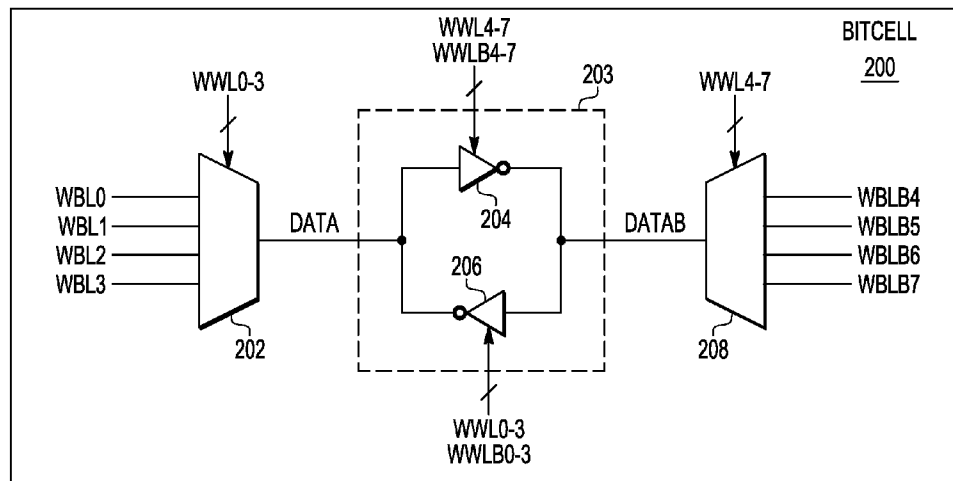 WWL4-7
WWLB4-7
BITCELL
200
WWL0-3
203
WWL4-7
WBL0
WBL1
WBL2
WBL3
204
DATA
DATAB
WBLB4
WBLB5
WBLB6
WBLB7
206
202
208
WWL0-3
WWLB0-3